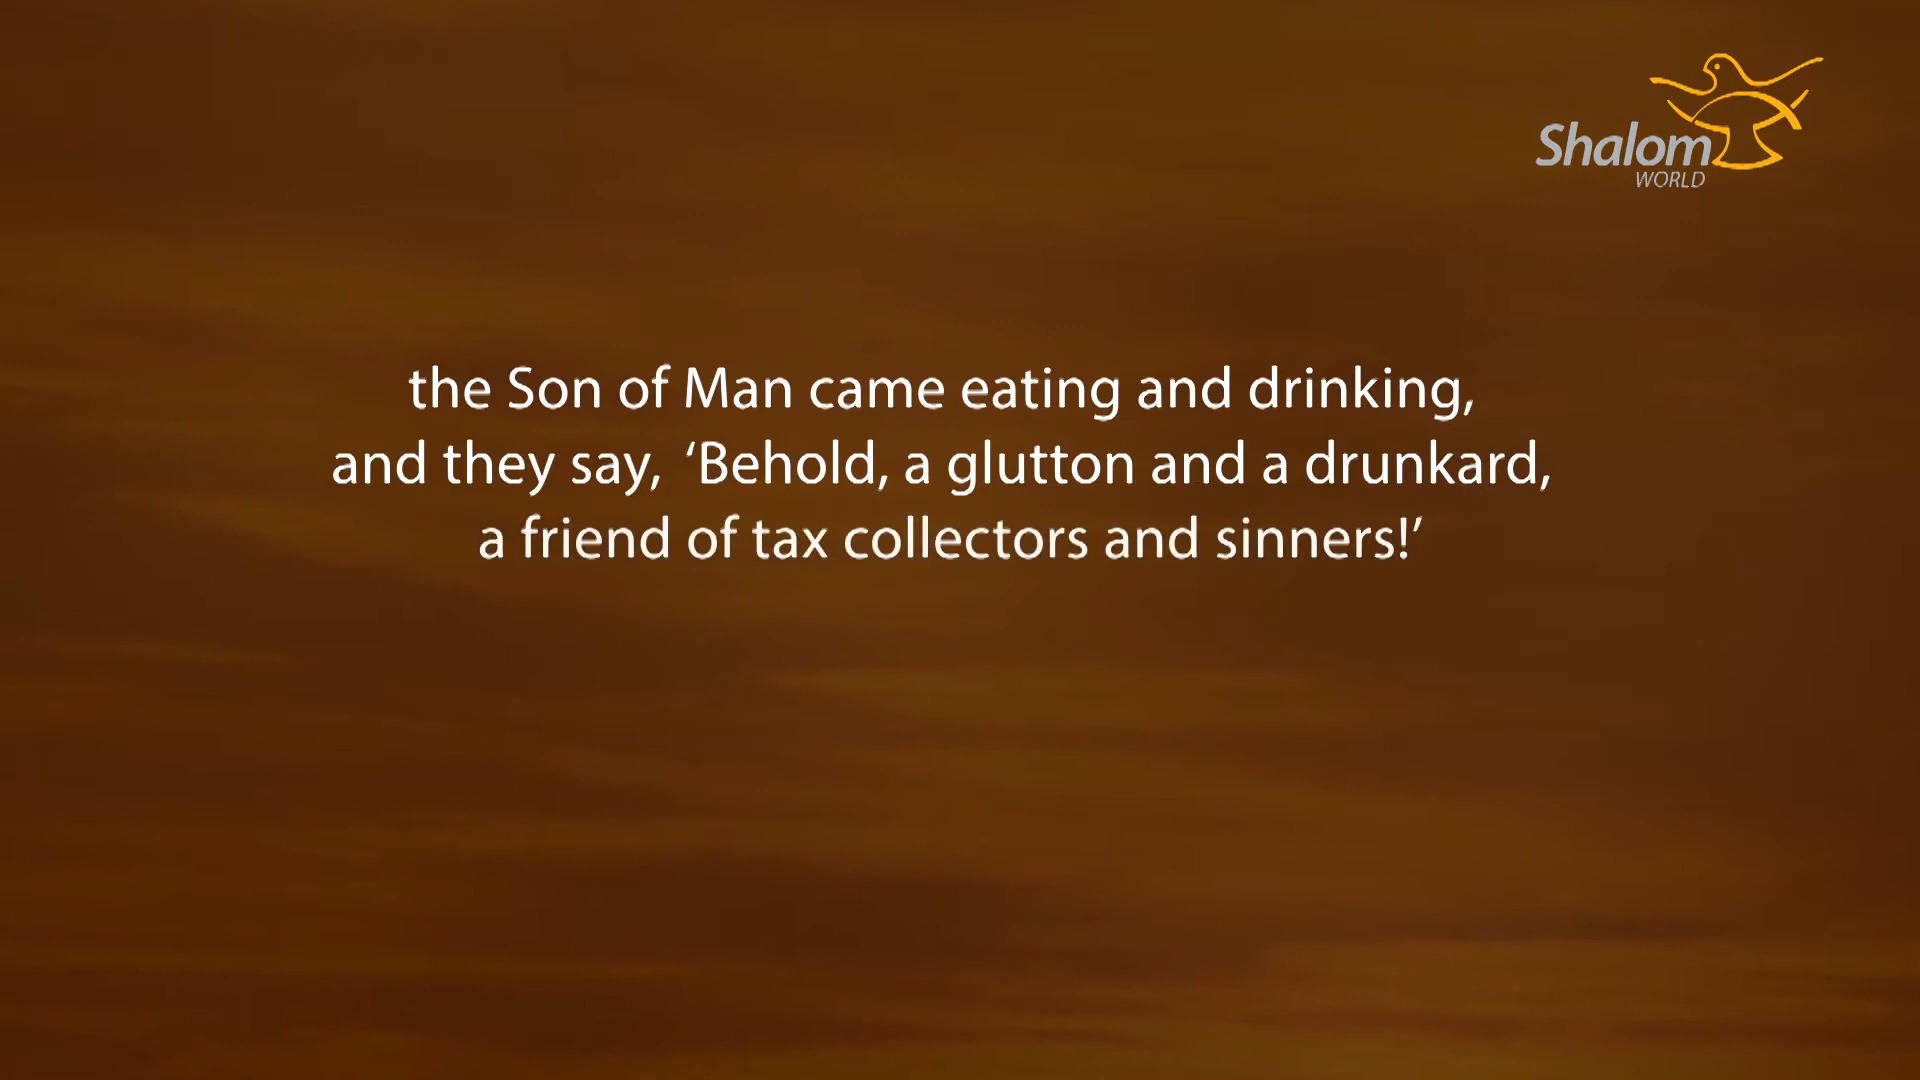 Shalom
WORLD
the Son of Man came eating and drinking,
and they say, ‘Behold, a glutton and a drunkard,
a friend of tax collectors and sinners!’